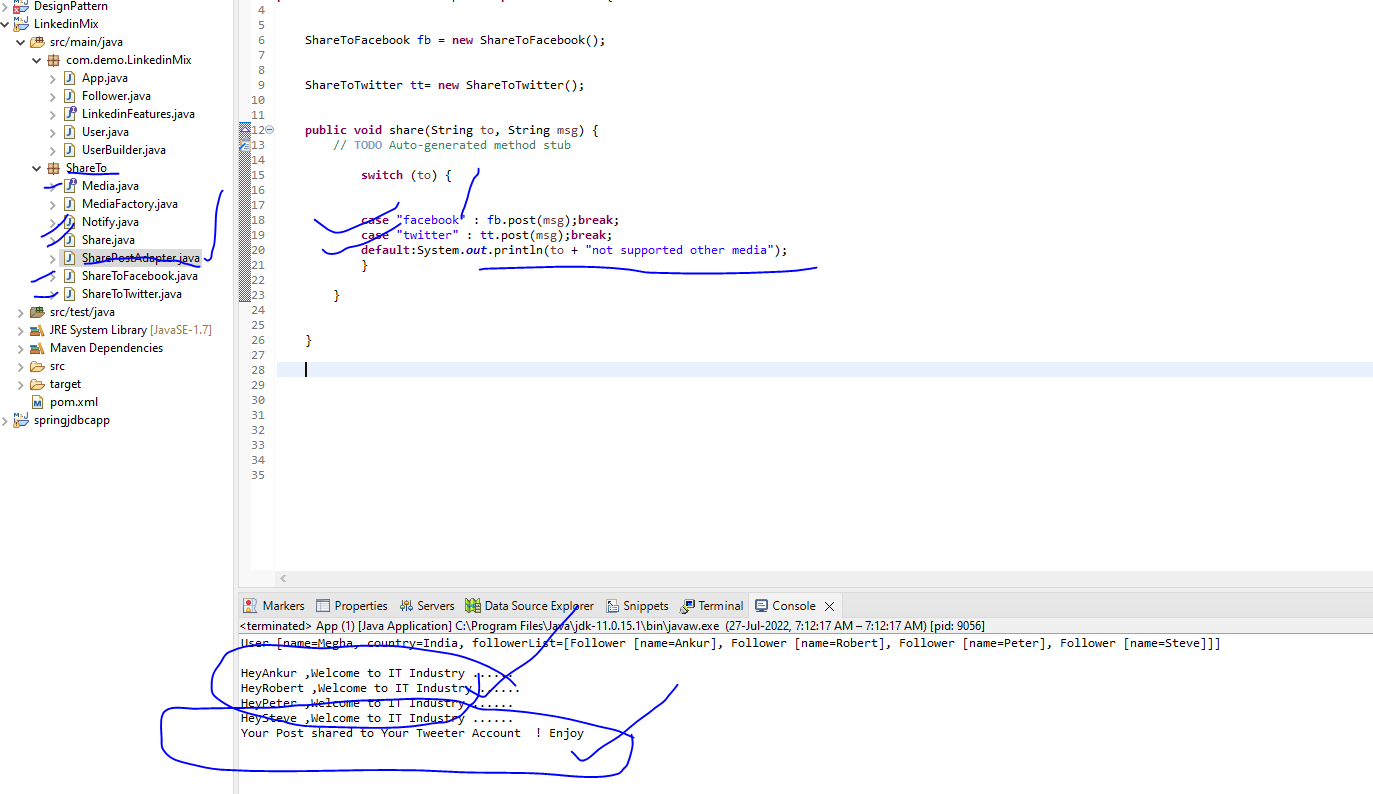 DesignPattern
LinkedinMix
src/main/java
com.demo.LinkedinMix
App.java
Follower.java
LinkedinFeatures.java
User.java
UserBuilder.java
ShareTo
Media.java
MediaFactory.java
Notify.java
Share.java
SharePostAdapter.java
ShareToFacebook.java
ShareToTwitter.java
src/test/java
JRE System Library [JavaSE-1.7]
Maven Dependencies
src
target
pom.xml
springjdbcapp
4
5
6 ShareToFacebook fb = new ShareToFacebook();
7
8
9 ShareToTwitter tt= new ShareToTwitter();
10
11
12 public void share(String to, String msg) {
13 // TODO Auto-generated method stub
14
15 switch (to) {
16
17
18 case "facebook" : fb.post(msg);break;
19 case "twitter" : tt.post(msg);break;
20 default:System.out.println(to + "not supported other media");
21 }
22
23 }
24
25
26 }
27
28
29
30
31
32
33
34
35
Markers Properties Servers Data Source Explorer Snippets Terminal Console
<terminated> App (1) [Java Application] C:\Program Files\Java\jdk-11.0.15.1\bin\javaw.exe (27-Jul-2022, 7:12:17 AM – 7:12:17 AM) [pid: 9056]
User [name=Megha, country=India, followerList=[Follower [name=Ankur], Follower [name=Robert], Follower [name=Peter], Follower [name=Steve]]]
HeyAnkur ,Welcome to IT Industry ......
HeyRobert ,Welcome to IT Industry ......
HeyPeter ,Welcome to IT Industry ......
HeySteve ,Welcome to IT Industry ......
Your Post shared to Your Tweeter Account ! Enjoy